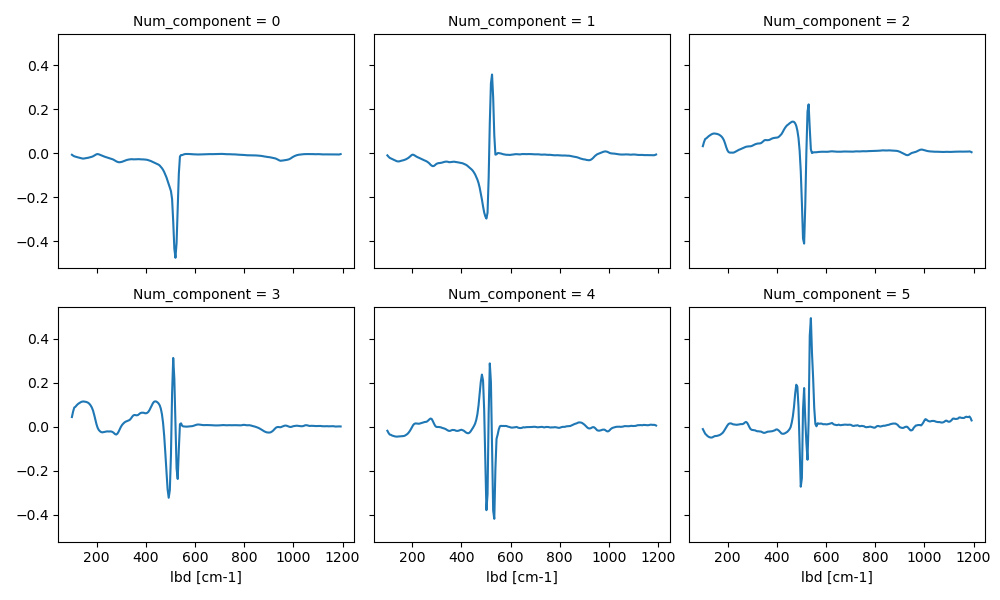 Num_component = 0
Num_component = 1
Num_component = 2
0.4
0.2
0.0
−0.2
−0.4
Num_component = 3
Num_component = 4
Num_component = 5
0.4
0.2
0.0
−0.2
−0.4
200 400 600 800 1000 1200
200 400 600 800 1000 1200
200 400 600 800 1000 1200
lbd [cm-1]
lbd [cm-1]
lbd [cm-1]